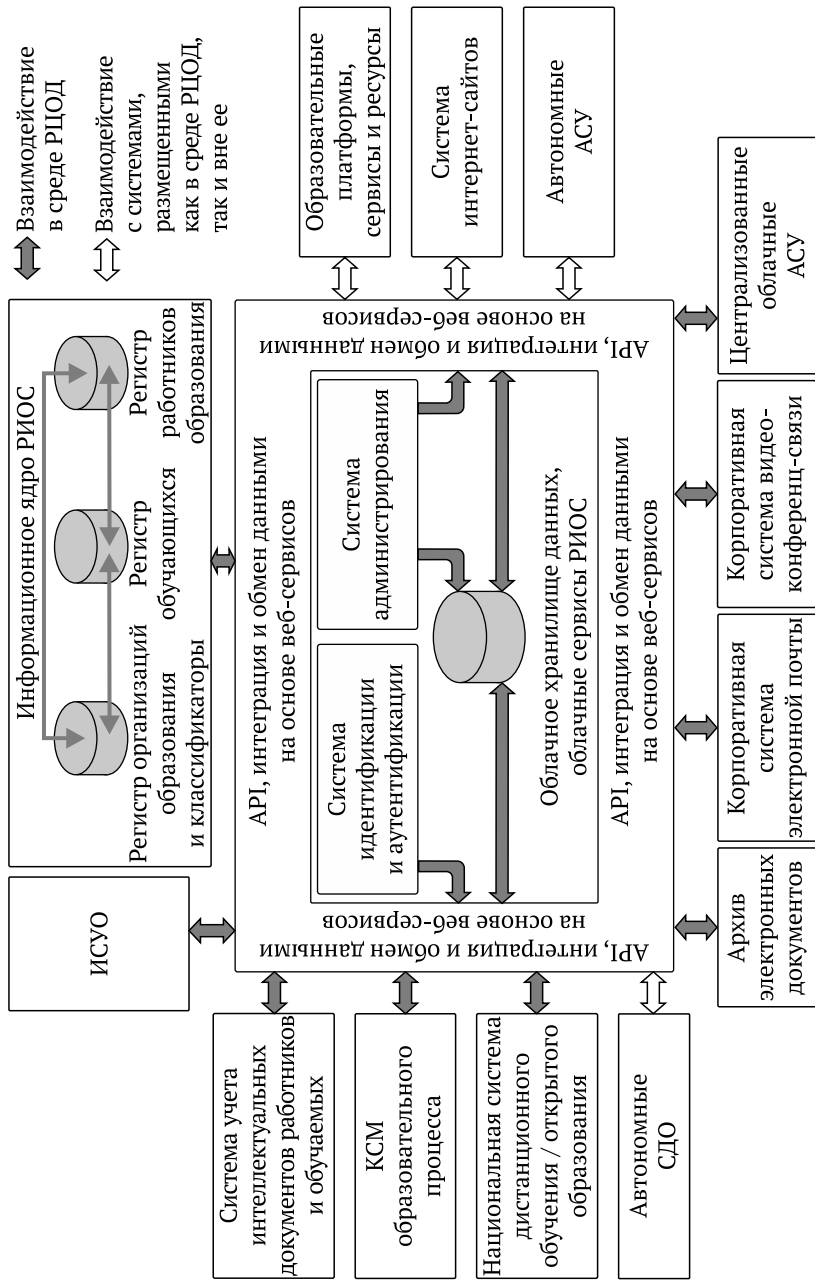 ИСУО
Информационное ядро РИОС
Регистр организаций
образования
и классификаторы
Регистр
обучающихся
Регистр
работников
образования
Взаимодействие
в среде РЦОД
Взаимодействие
с системами,
размещенными
как в среде РЦОД,
так и вне ее
Система учета
интеллектуальных
документов работников
и обучаемых
КСМ
образовательного
процесса
Национальная система
дистанционного
обучения / открытого
образования
Автономные
СДО
API, интеграция и обмен данными
на основе веб-сервисов
API, интеграция и обмен данными
на основе веб-сервисов
Система
идентификации
и аутентификации
Система
администрирования
Облачное хранилище данных,
облачные сервисы РИОС
API, интеграция и обмен данными
на основе веб-сервисов
API, интеграция и обмен данными
на основе веб-сервисов
Образовательные
платформы,
сервисы и ресурсы
Система
интернет-сайтов
Автономные
АСУ
Архив
электронных
документов
Корпоративная
система
электронной почты
Корпоративная
система видео-
конференц-связи
Централизованные
облачные
АСУ